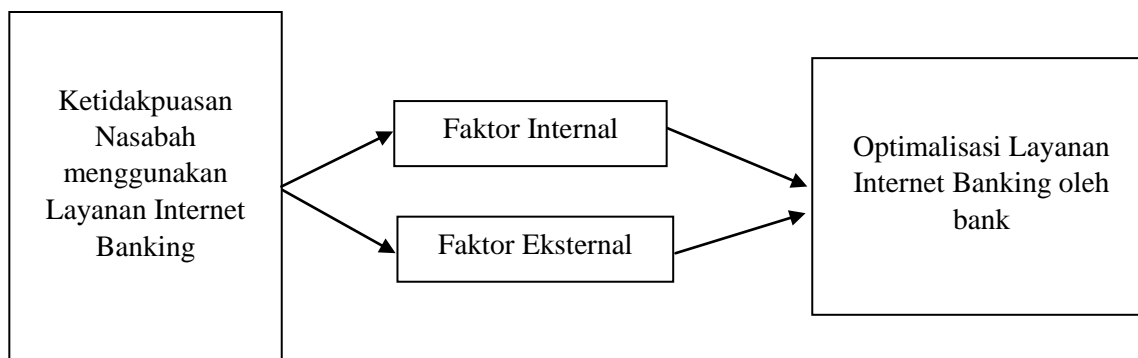 Ketidakpuasan
Nasabah
menggunakan
Layanan Internet
Banking
Faktor Internal
Faktor Eksternal
Optimalisasi Layanan
Internet Banking oleh
bank